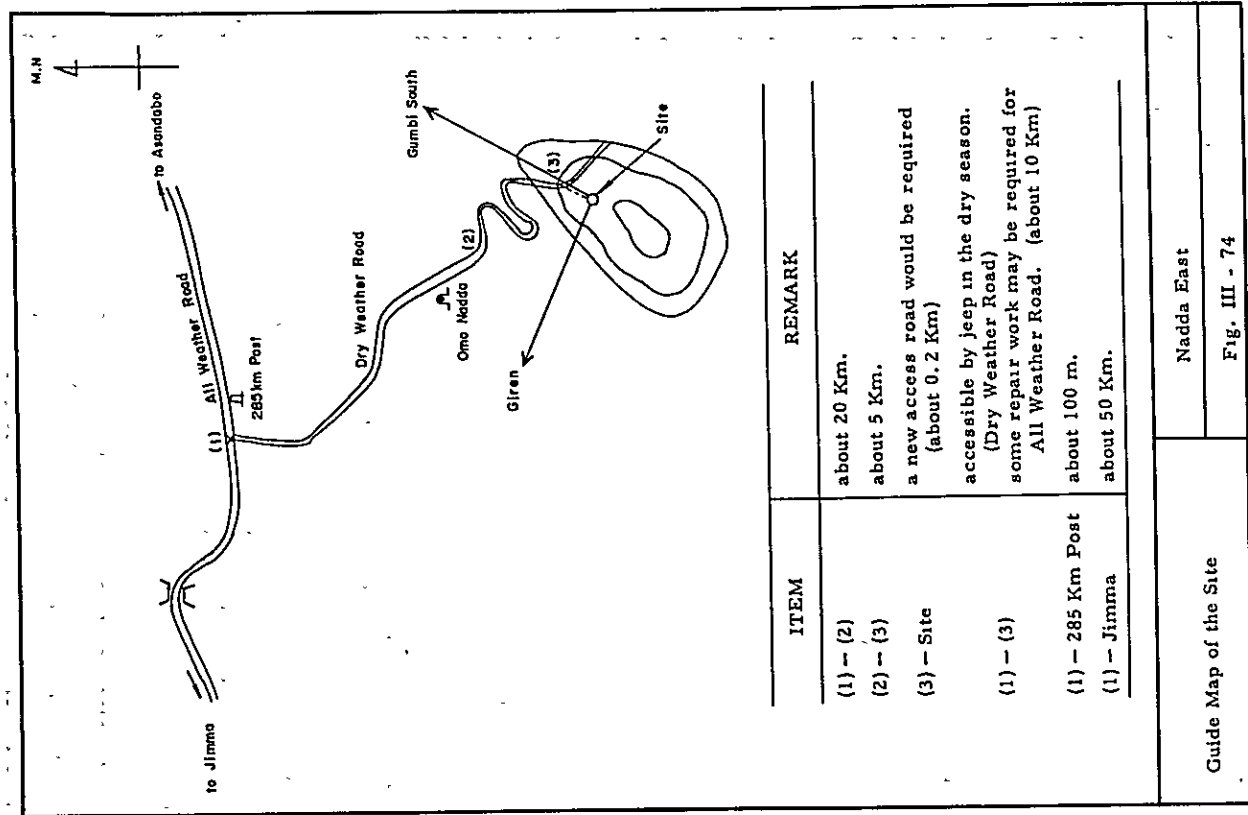 M.N
to Asandabo
All Weather Road
(1)
285km Post
to Jimma
Dry Weather Road
Omo Nadda
(2)
Gumbi South
(3)
Giren
Site
ITEM REMARK
(1) — (2) about 20 Km.
(2) — (3) about 5 Km.
(3) — Site a new access road would be required
(about 0.2 Km)
accessible by jeep in the dry season.
(1) — (3) (Dry Weather Road)
some repair work may be required for
All Weather Road. (about 10 Km)
(1) — 285 Km Post about 100 m.
(1) — Jimma about 50 Km.
Guide Map of the Site
Nadda East
Fig. III - 74